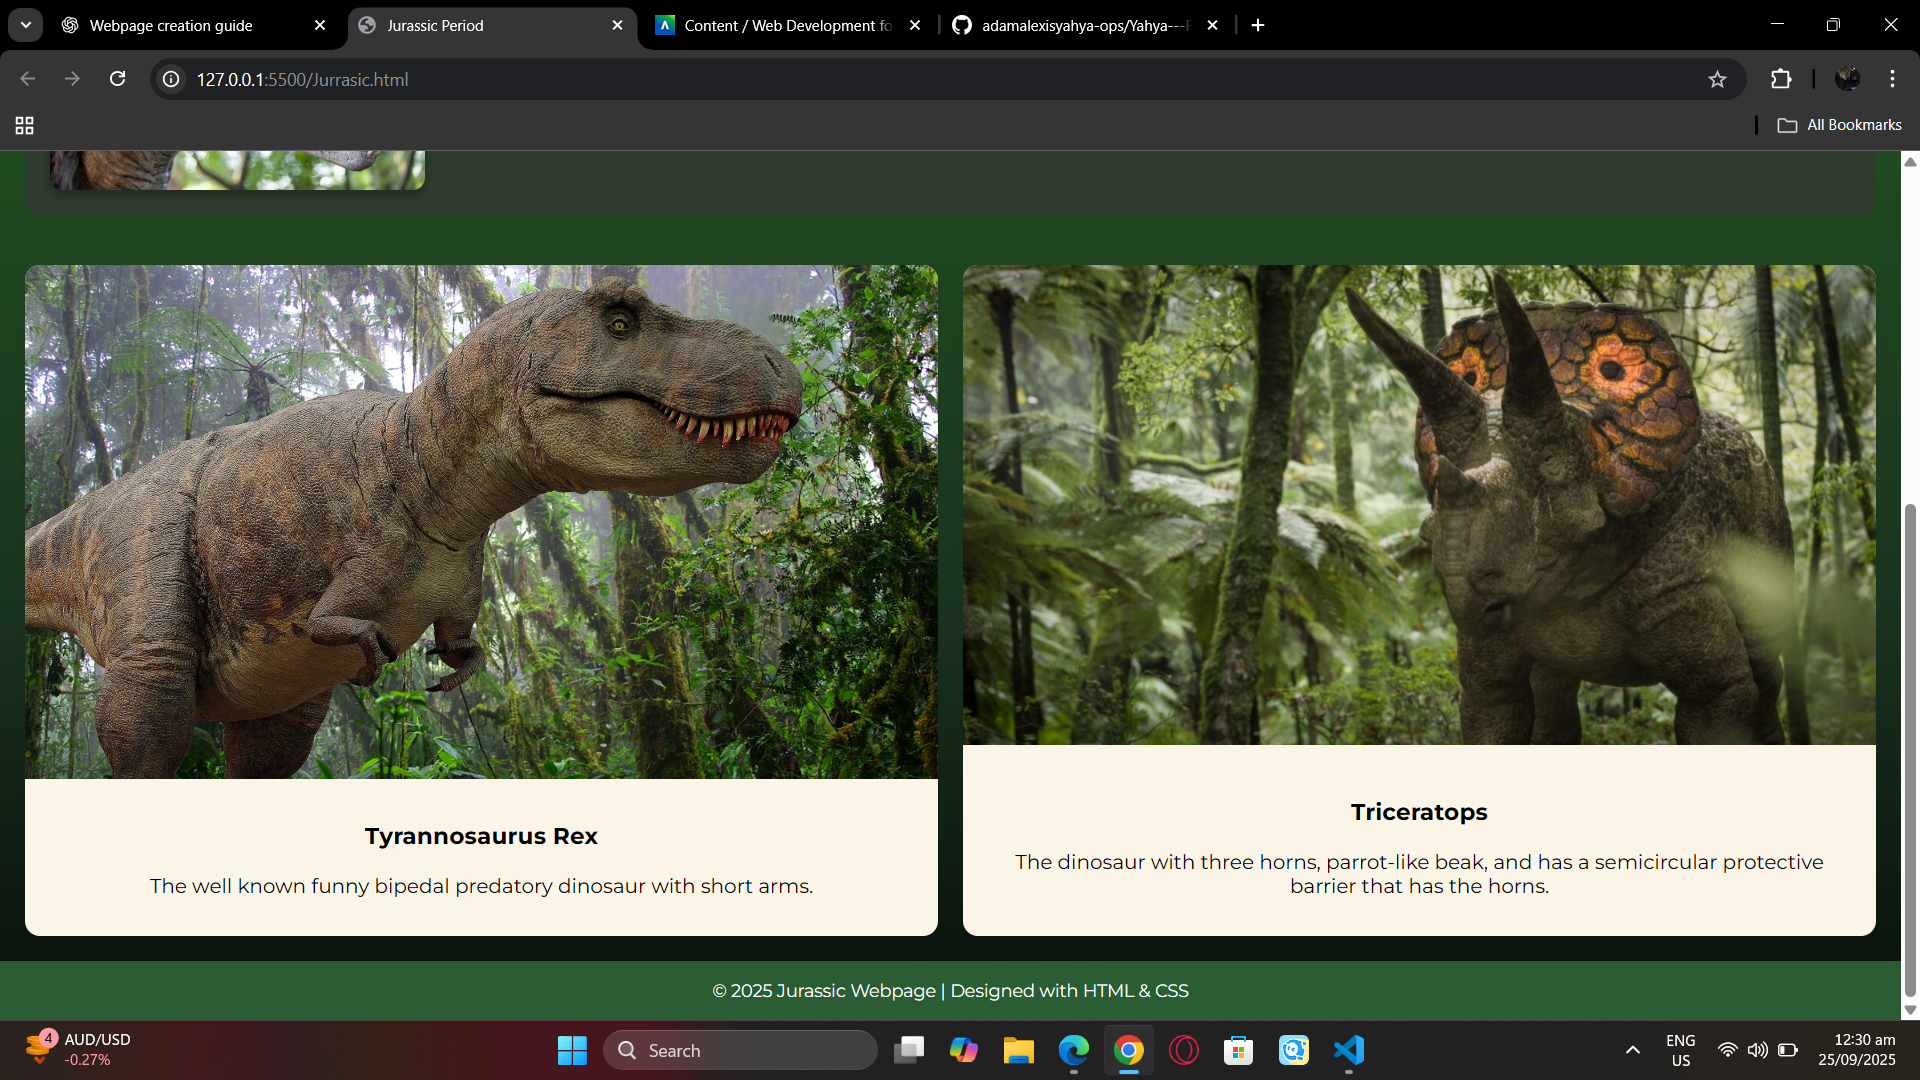 Webpage creation guide
Jurassic Period
Content / Web Development fo
adamalexisyahya-ops/Yahya---
127.0.0.1:5500/Jurrasic.html
All Bookmarks
Tyrannosaurus Rex
The well known funny bipedal predatory dinosaur with short arms.
Triceratops
The dinosaur with three horns, parrot-like beak, and has a semicircular protective
barrier that has the horns.
© 2025 Jurassic Webpage | Designed with HTML & CSS
4
AUD/USD
-0.27%
Search
ENG
US
12:30 am
25/09/2025